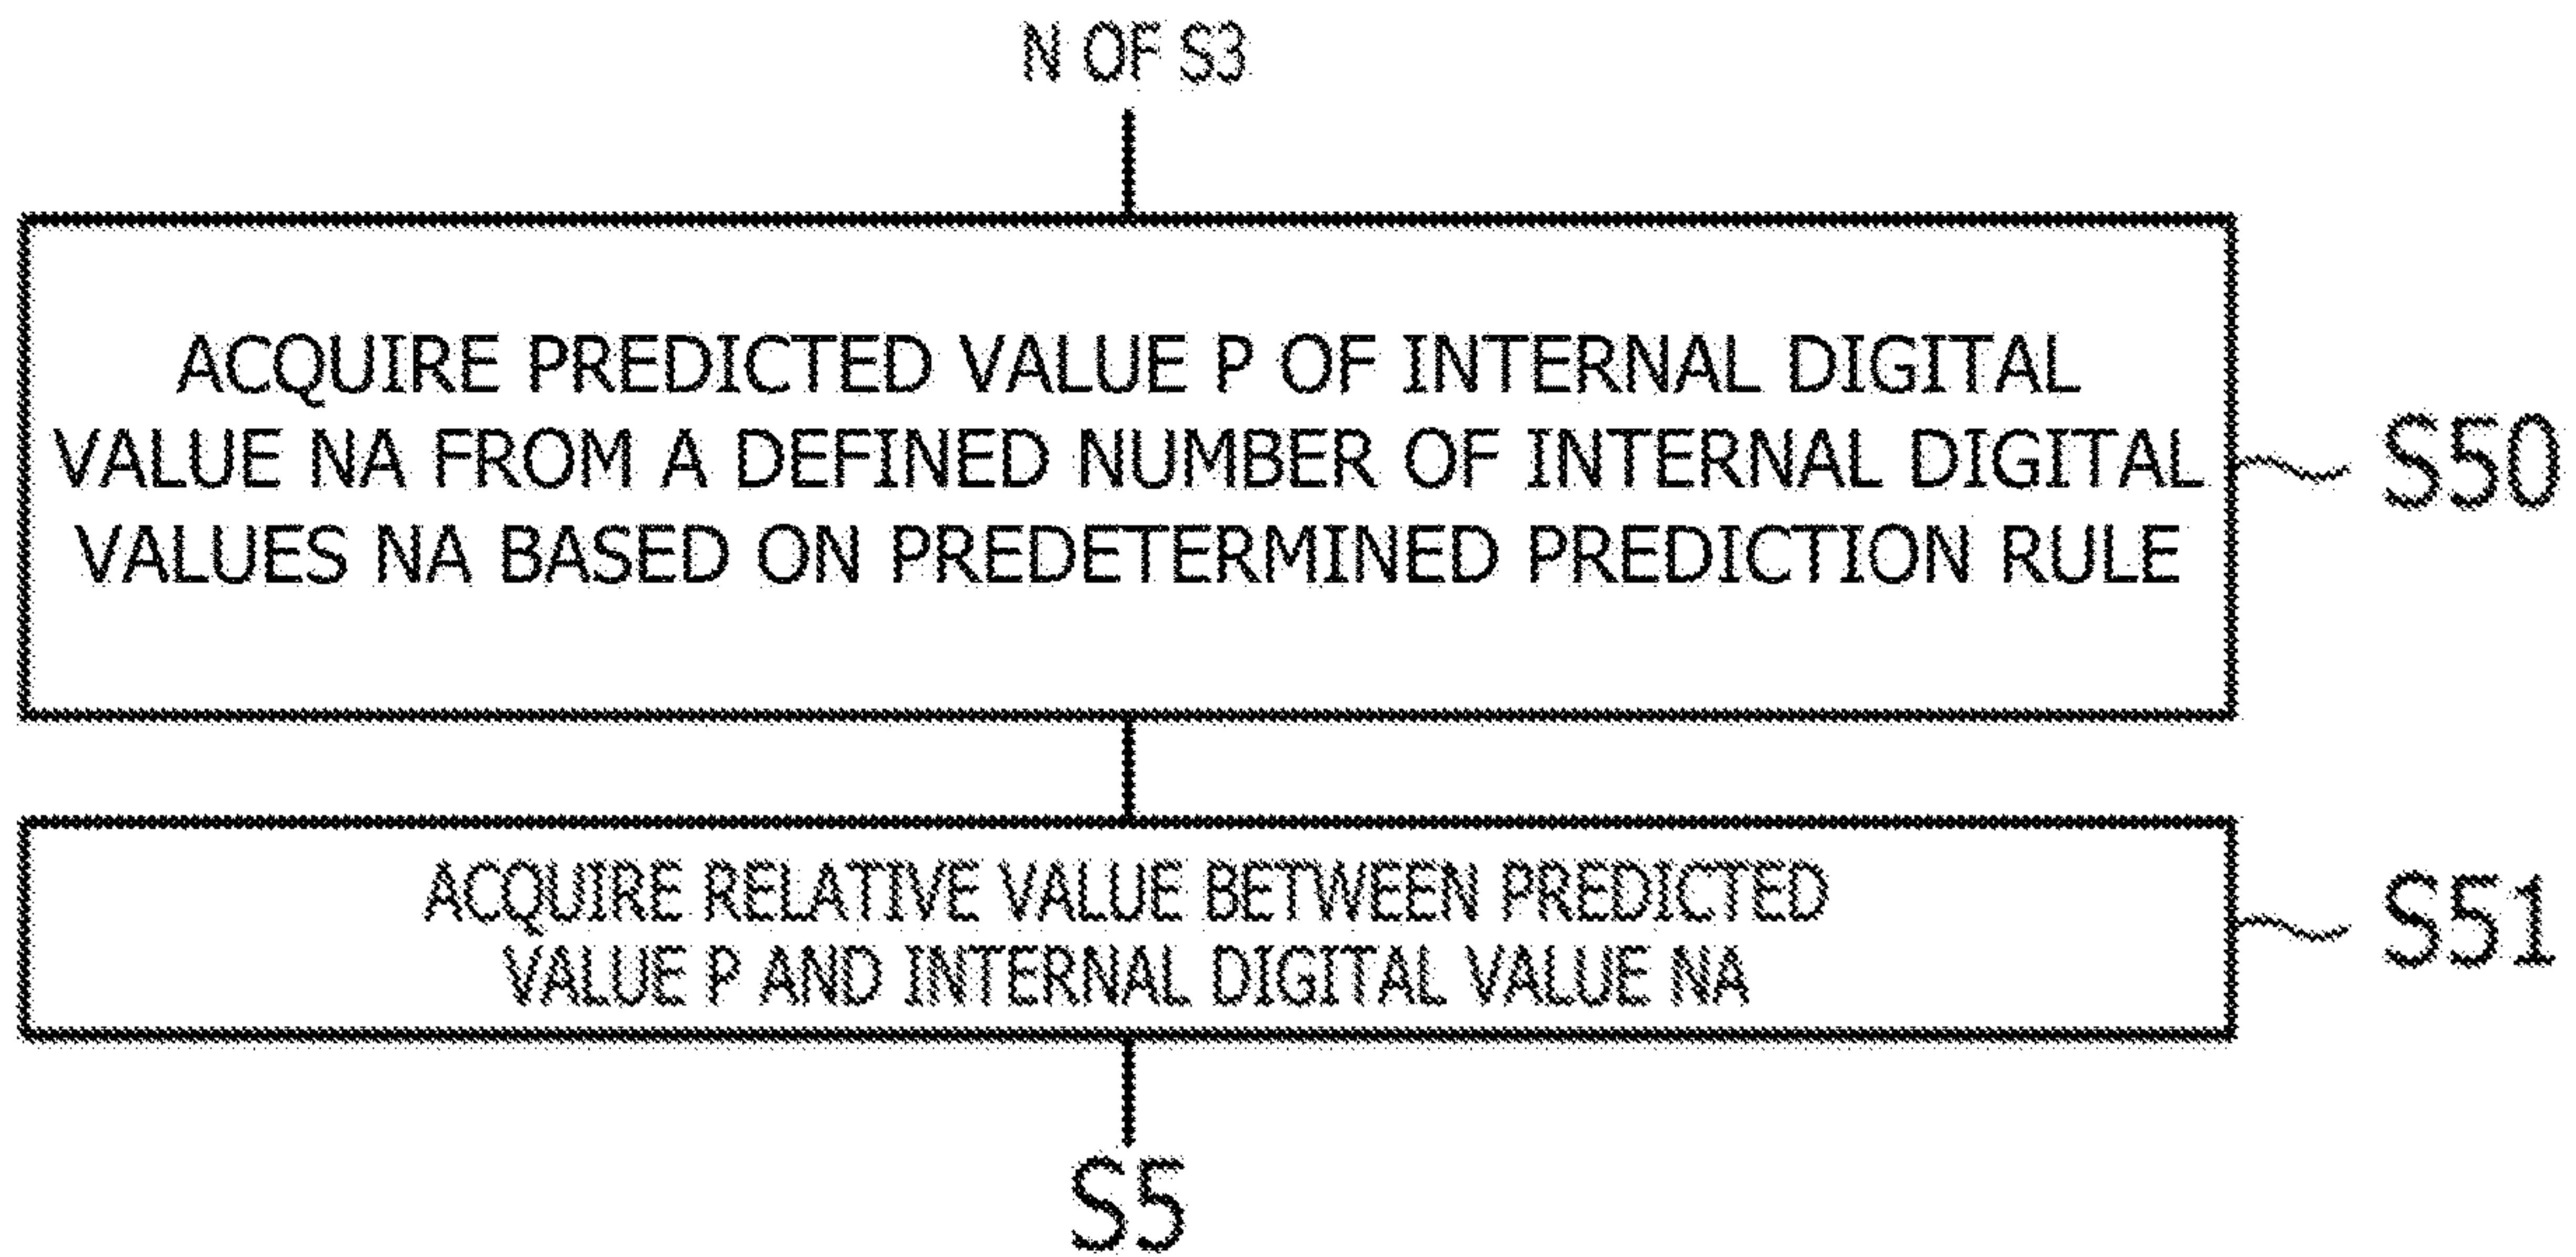 N OF S3
ACQUIRE PREDICTED VALUE P OF INTERNAL DIGITAL
VALUE NA FROM A DEFINED NUMBER OF INTERNAL DIGITAL
VALUES NA BASED ON PREDETERMINED PREDICTION RULE
S50
ACQUIRE RELATIVE VALUE BETWEEN PREDICTED
VALUE P AND INTERNAL DIGITAL VALUE NA
S51
S5